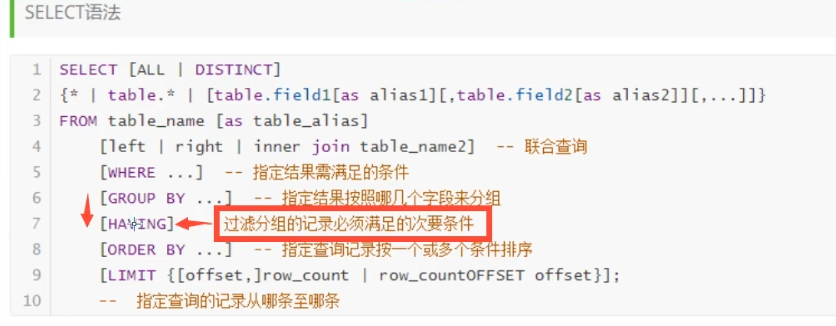 SELECT语法
1 SELECT [ALL | DISTINCT]
2 {* | table.* | [table.field1[as alias1][,table.field2[as alias2]][,...]]}
3 FROM table_name [as table_alias]
4 [left | right | inner join table_name2] -- 联合查询
5 [WHERE ...] -- 指定结果需满足的条件
6 [GROUP BY ...] -- 指定结果按照哪几个字段来分组
7 [HAVING] 过滤分组的记录必须满足的次要条件
8 [ORDER BY ...] -- 指定查询记录按一个或多个条件排序
9 [LIMIT {[offset,]row_count | row_countOFFSET offset}];
10 -- 指定查询的记录从哪条至哪条